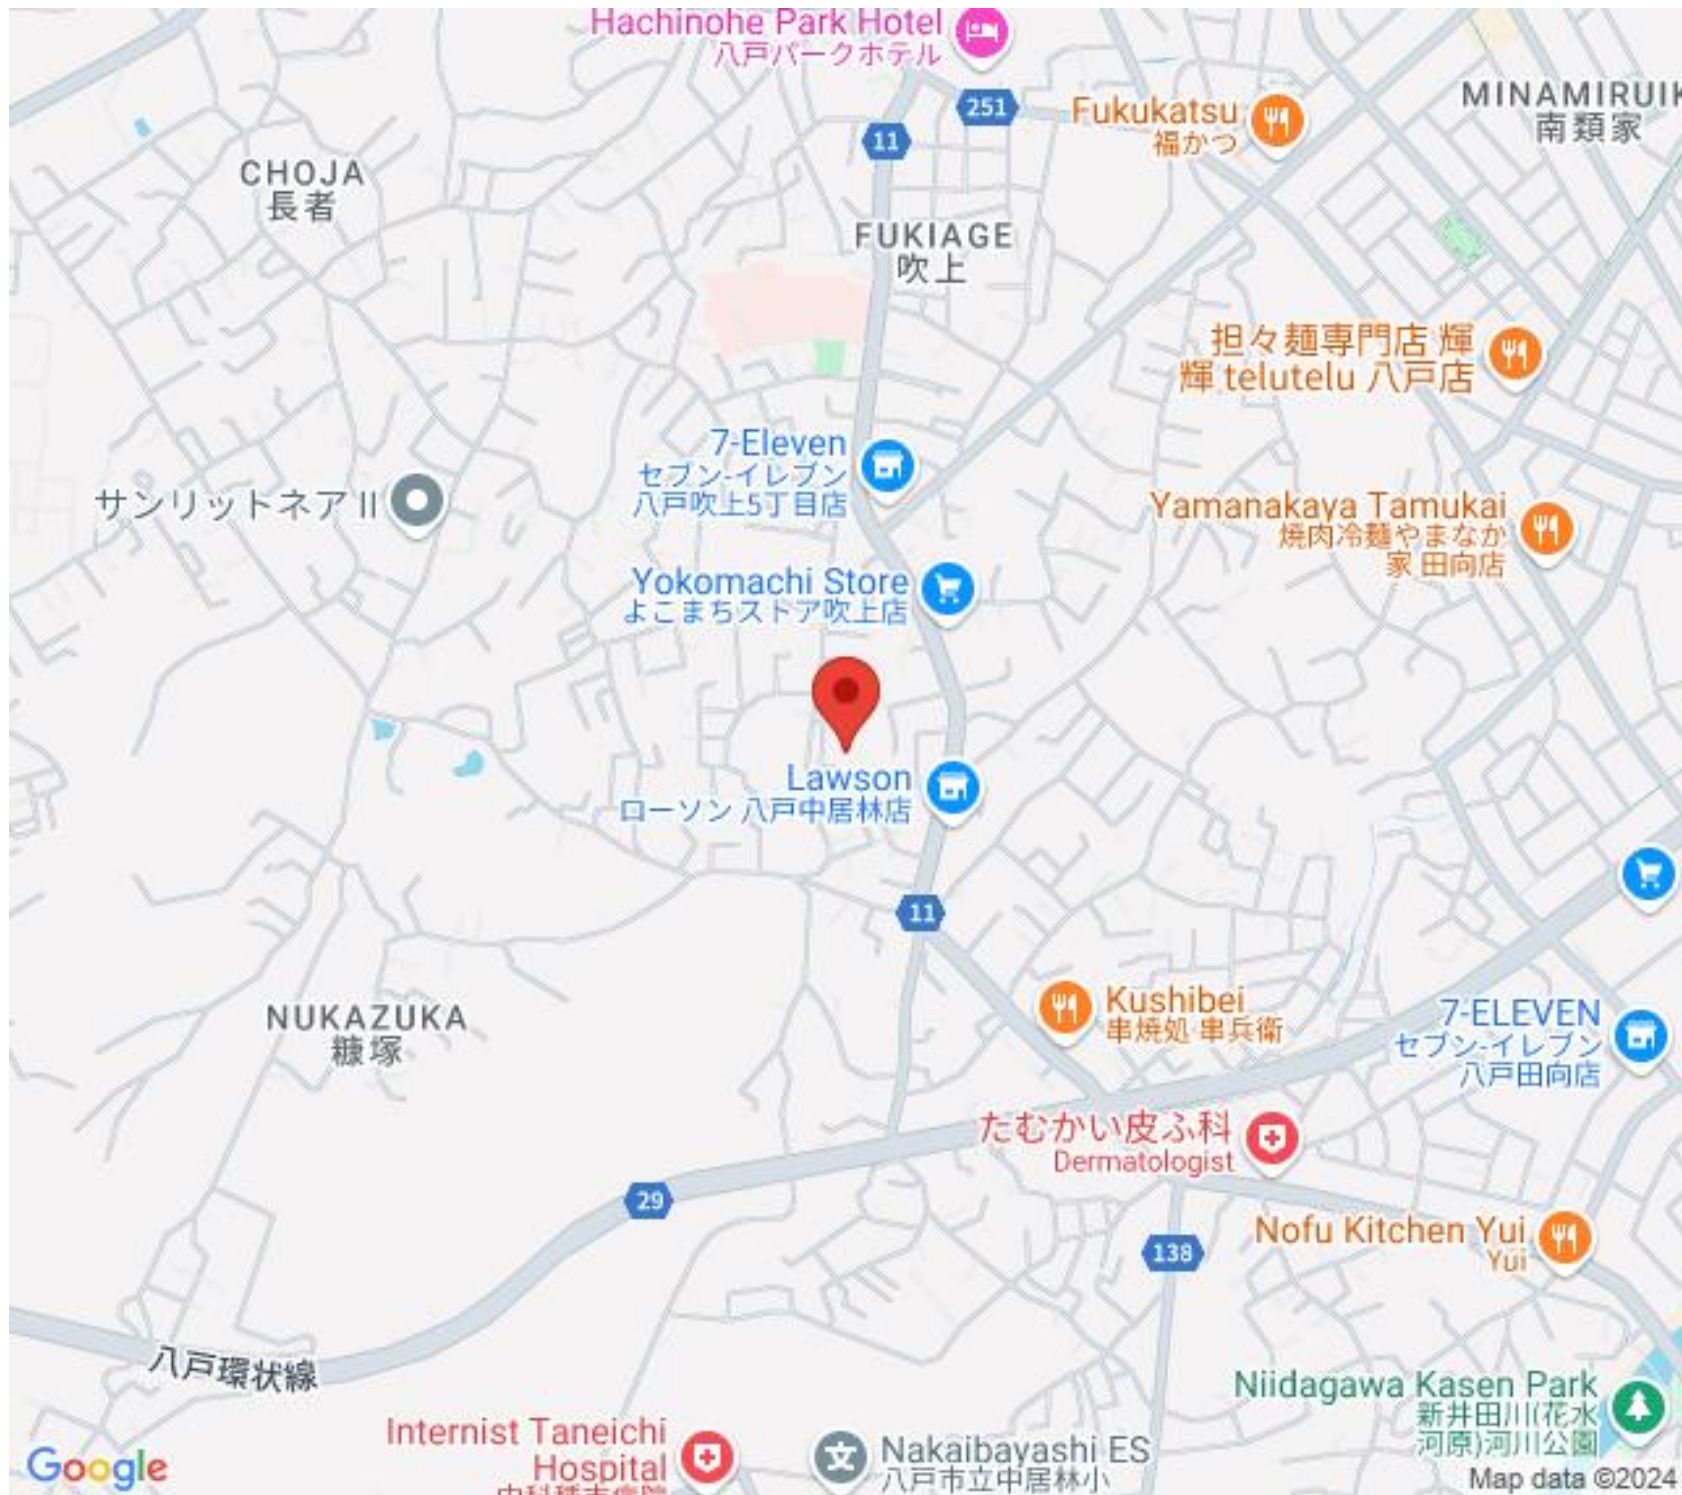 Hachinohe Park Hotel
八戸パークホテル
251
11
Fukukatsu
福かつ
MINAMIRUIK
南類家
CHOJA
長者
FUKIAGE
吹上
担々麺専門店 輝
輝 telutelu 八戸店
7-Eleven
セブン-イレブン
八戸吹上5丁目店
サンリットネアⅡ
Yamanakaya Tamukai
焼肉冷麺やまなか
家 田向店
Yokomachi Store
よこまちストア吹上店
Lawson
ローソン 八戸中居林店
11
NUKAZUKA
糠塚
Kushibei
串焼処 串兵衛
7-ELEVEN
セブン-イレブン
八戸田向店
たむかい皮ふ科
Dermatologist
29
138
Nofu Kitchen Yui
Yui
八戸環状線
Niidagawa Kasen Park
新井田川(花水
河原)河川公園
Internist Taneichi
Hospital
内科種市病院
Nakaibayashi ES
八戸市立中居林小
Google
Map data ©2024